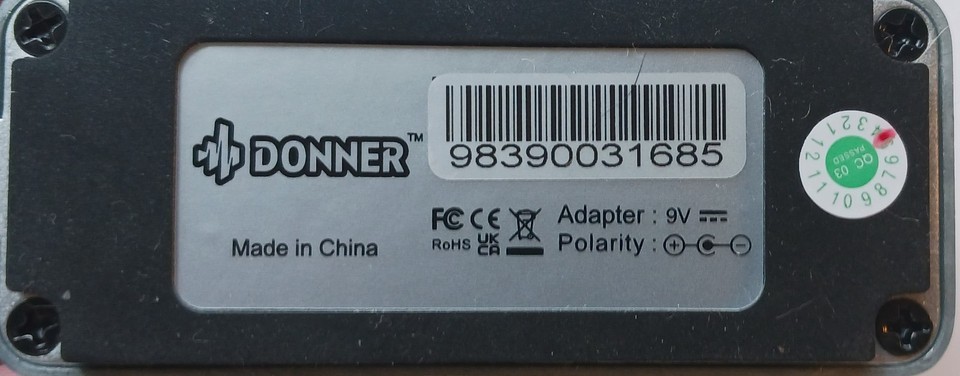 DONNER™
98390031685
Made in China
FC CE
RoHS UK CA
Adapter : 9V
Polarity :
QC 03
PASSED
1 2 3 4 6 7 8 9 10 11 12